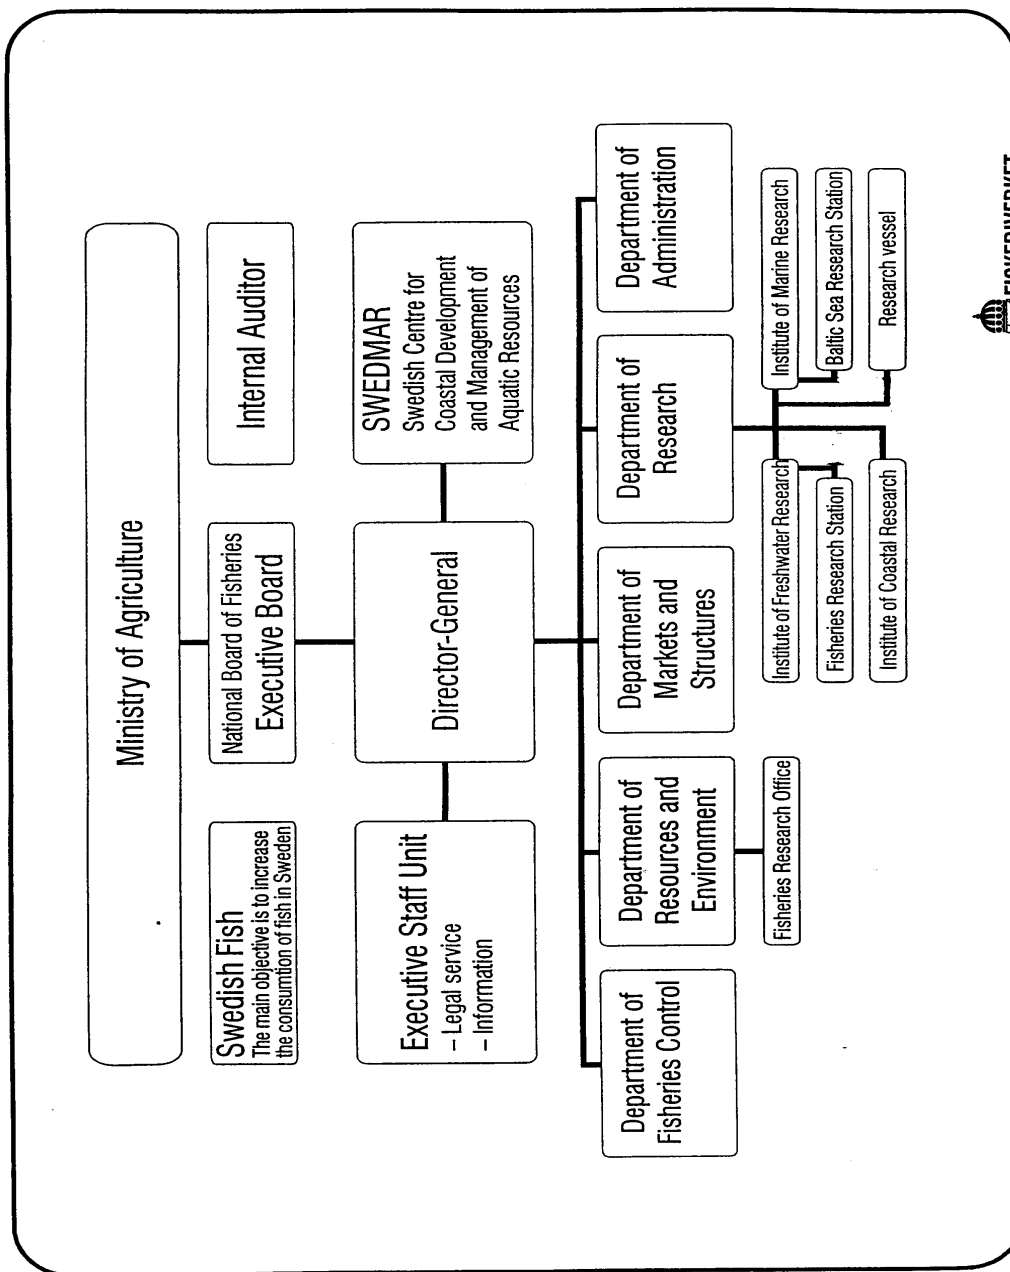 Ministry of Agriculture
Swedish Fish
The main objective is to increase
the consumtion of fish in Sweden
National Board of Fisheries
Executive Board
Internal Auditor
Executive Staff Unit
– Legal service
– Information
Director-General
SWEDMAR
Swedish Centre for
Coastal Development
and Management of
Aquatic Resources
Department of
Fisheries Control
Department of
Resources and
Environment
Department of
Markets and
Structures
Department of
Research
Department of
Administration
Fisheries Research Office
Institute of Freshwater Research
Fisheries Research Station
Institute of Coastal Research
Institute of Marine Research
Baltic Sea Research Station
Research vessel
FISKERIVERKET